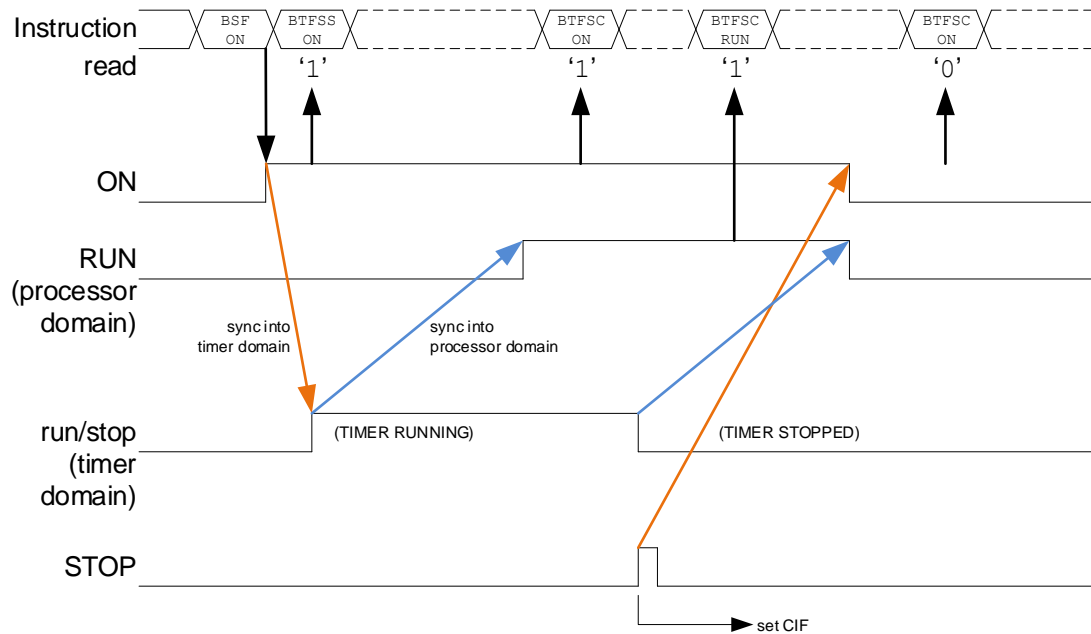 Instruction
BSF
ON
BTFSS
ON
BTFSC
ON
BTFSC
RUN
BTFSC
ON
read
‘1’
‘1’
‘1’
‘0’
ON
RUN
(processor
domain)
sync into
timer domain
sync into
processor domain
run/stop
(timer
domain)
(TIMER RUNNING)
(TIMER STOPPED)
STOP
set CIF